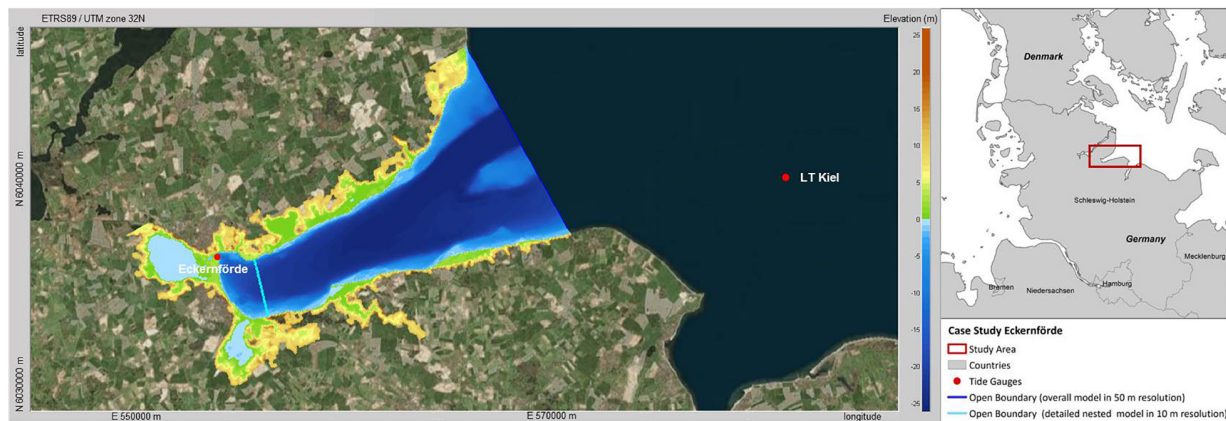 ETRS89 / UTM zone 32N
Elevation (m)
latitude
N 6040000 m
N 6030000 m
E 550000 m
E 570000 m
longitude
LT Kiel
Eckernförde
25
20
15
10
5
0
-5
-10
-15
-20
-25
Denmark
Schleswig-Holstein
Germany
Mecklenburg
Hamburg
Bremen
Niedersachsen
Case Study Eckernförde
Study Area
Countries
Tide Gauges
Open Boundary (overall model in 50 m resolution)
Open Boundary (detailed nested model in 10 m resolution)